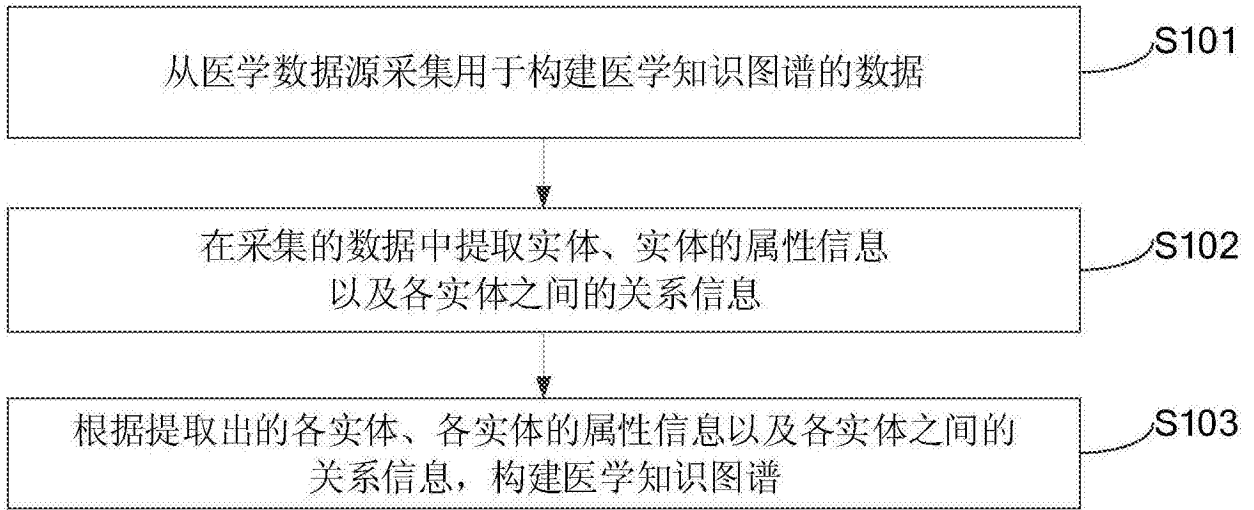 从医学数据源采集用于构建医学知识图谱的数据
S101
在采集的数据中提取实体、实体的属性信息
以及各实体之间的关系信息
S102
根据提取出的各实体、各实体的属性信息以及各实体之间的
关系信息，构建医学知识图谱
S103